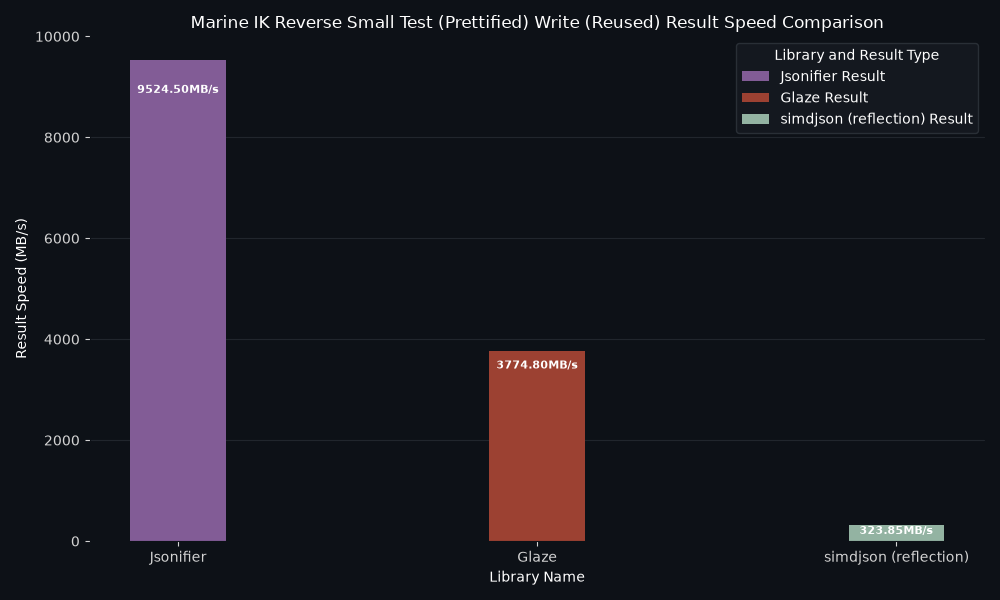 Marine IK Reverse Small Test (Prettified) Write (Reused) Result Speed Comparison
Library and Result Type
Jsonifier Result
Glaze Result
simdjson (reflection) Result
Result Speed (MB/s)
10000
8000
6000
4000
2000
0
9524.50MB/s
3774.80MB/s
323.85MB/s
Jsonifier
Glaze
simdjson (reflection)
Library Name